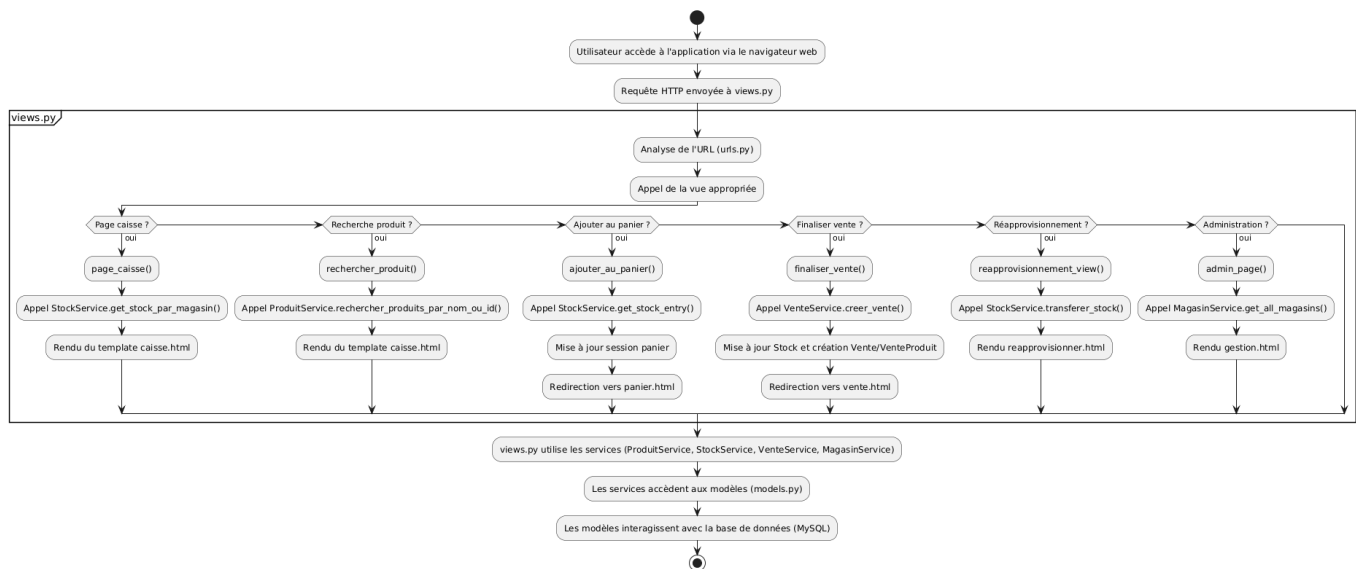 Utilisateur accède à l'application via le navigateur web
Requête HTTP envoyée à views.py
views.py
Analyse de l'URL (urls.py)
Appel de la vue appropriée
Page caisse ?
oui
page_caisse()
Appel StockService.get_stock_par_magasin()
Rendu du template caisse.html
Recherche produit ?
oui
rechercher_produit()
Appel ProduitService.rechercher_produits_par_nom_ou_id()
Rendu du template caisse.html
Ajouter au panier ?
oui
ajouter_au_panier()
Appel StockService.get_stock_entry()
Mise à jour session panier
Redirection vers panier.html
Finaliser vente ?
oui
finaliser_vente()
Appel VenteService.creer_vente()
Mise à jour Stock et création Vente/VenteProduit
Redirection vers vente.html
Réapprovisionnement ?
oui
reapprovisionnement_view()
Appel StockService.transferer_stock()
Rendu reapprovisionner.html
Administration ?
oui
admin_page()
Appel MagasinService.get_all_magasins()
Rendu gestion.html
views.py utilise les services (ProduitService, StockService, VenteService, MagasinService)
Les services accèdent aux modèles (models.py)
Les modèles interagissent avec la base de données (MySQL)